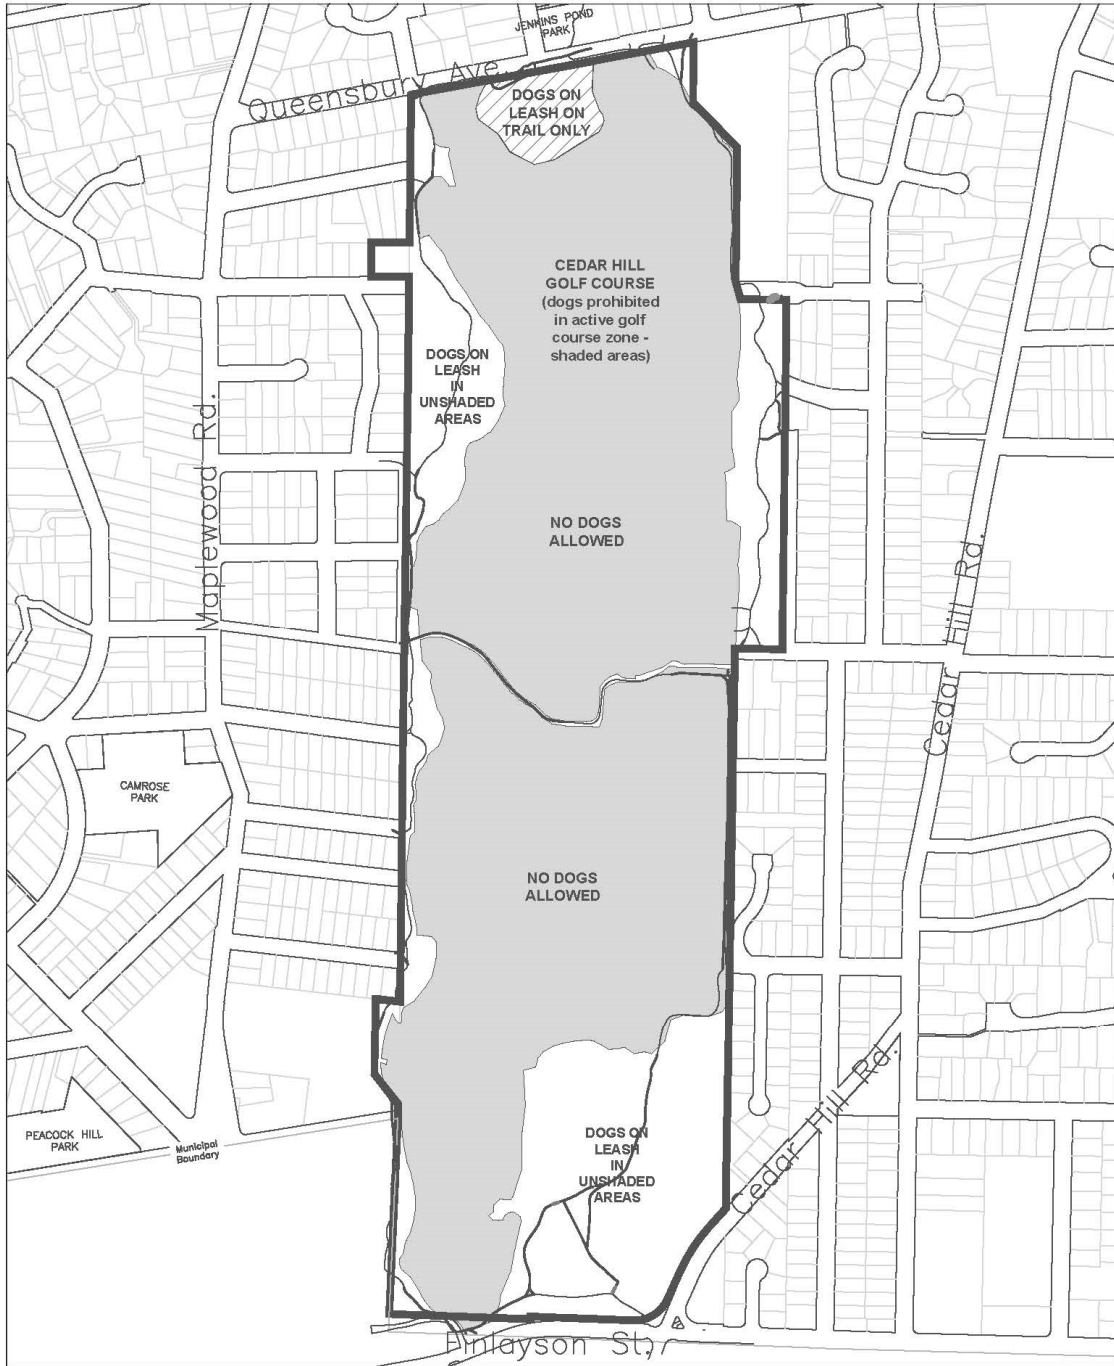 JENKINS POND
PARK
Queensbury Ave.
DOGS ON
LEASH ON
TRAIL ONLY
CEDAR HILL
GOLF COURSE
(dogs prohibited
in active golf
course zone -
shaded areas)
DOGS ON
LEASH
IN
UNSHADED
AREAS
Maplewood Rd.
NO DOGS
ALLOWED
Cedar Hill Rd.
CAMROSE
PARK
NO DOGS
ALLOWED
Cedar Hill Rd.
PEACOCK HILL
PARK
Municipal
Boundary
DOGS ON
LEASH
IN
UNSHADED
AREAS
Finlayson St.